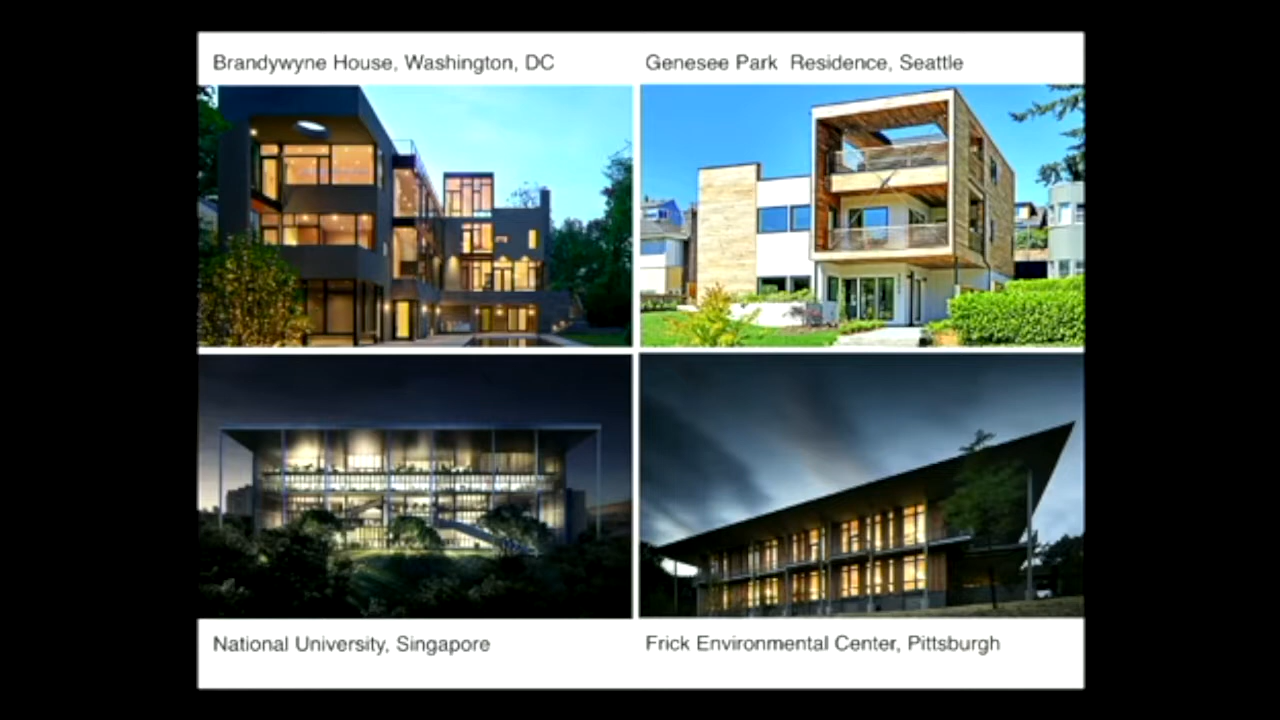 Brandywyne House, Washington, DC
Genesee Park Residence, Seattle
National University, Singapore
Frick Environmental Center, Pittsburgh